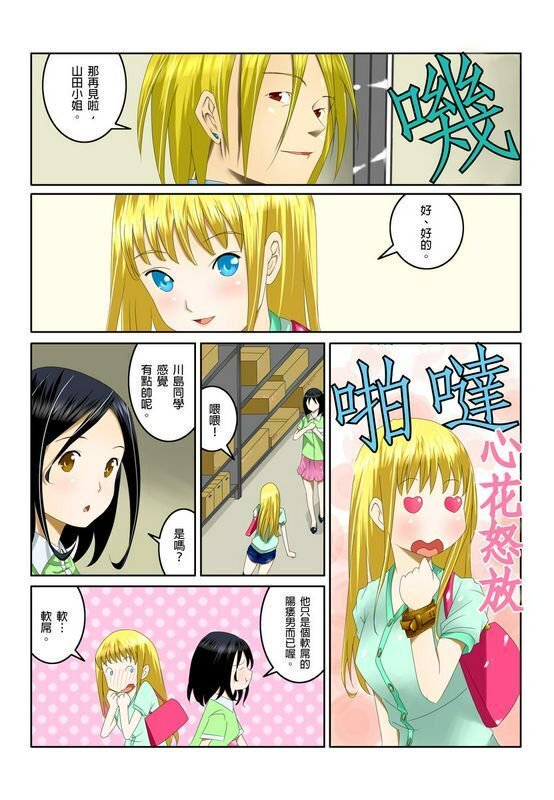 嘰
那再見啦，
山田小姐。
好、好的。
啪噠
心花怒放
喂喂！
川島同學
感覺
有點帥呢。
是嗎？
他只是個軟屌的
陽痿男而已喔。
軟…
軟屌。